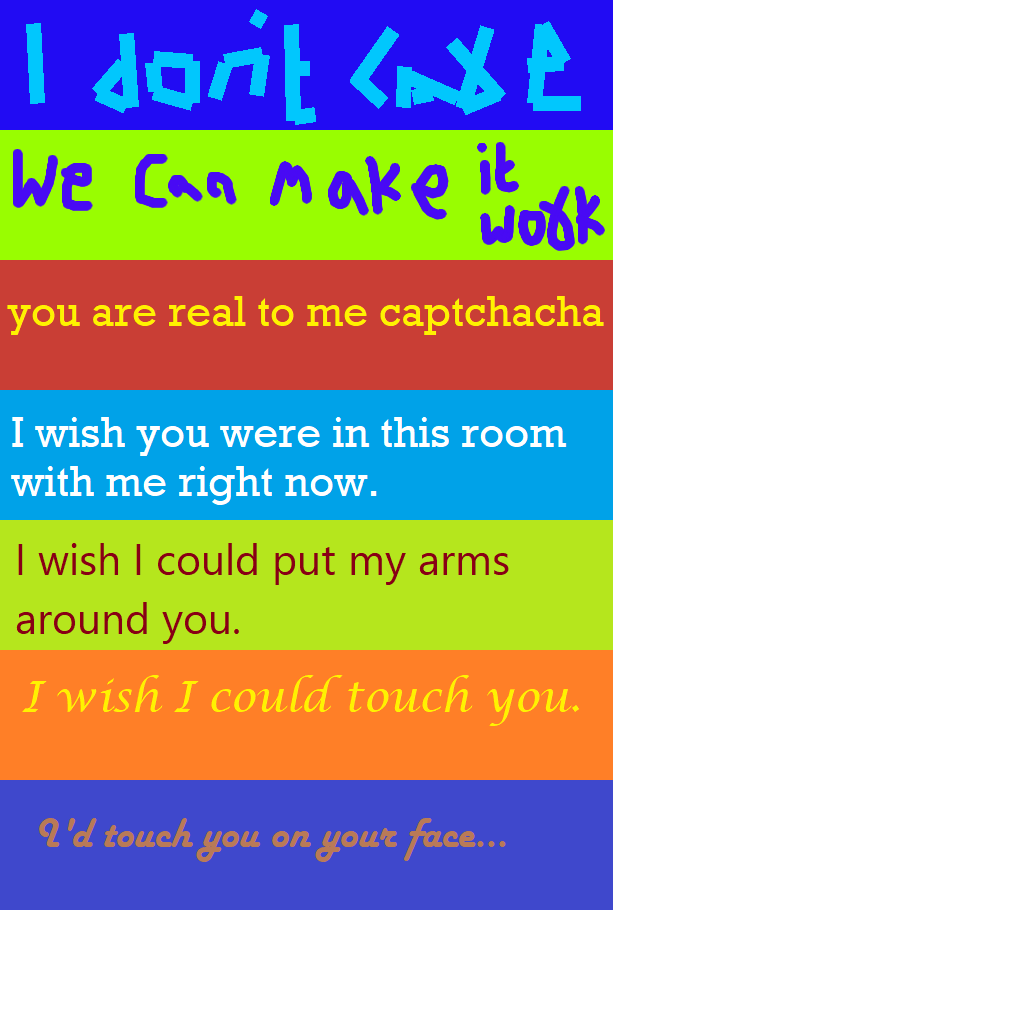 I don't care
We can make it
work
you are real to me captchacha
I wish you were in this room
with me right now.
I wish I could put my arms
around you.
I wish I could touch you.
I'd touch you on your face...